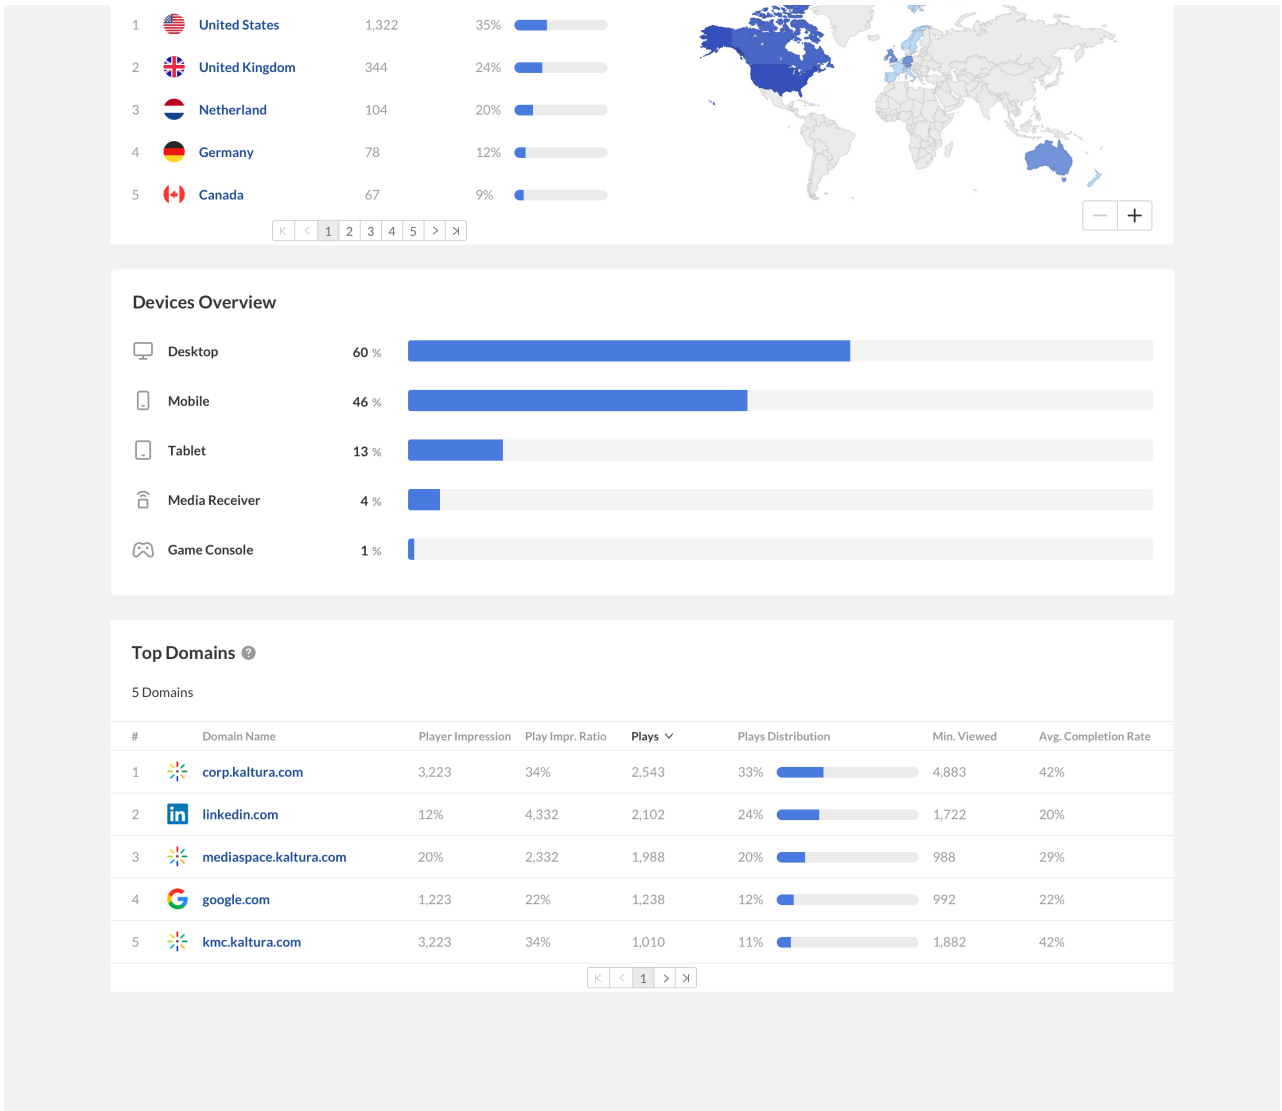 1 United States 1,322 35%
2 United Kingdom 344 24%
3 Netherland 104 20%
4 Germany 78 12%
5 Canada 67 9%
1 2 3 4 5
Devices Overview
Desktop 60 %
Mobile 46 %
Tablet 13 %
Media Receiver 4 %
Game Console 1 %
Top Domains ?
5 Domains
# Domain Name Player Impression Play Impr. Ratio Plays Plays Distribution Min. Viewed Avg. Completion Rate
1 corp.kaltura.com 3,223 34% 2,543 33% 4,883 42%
2 in linkedin.com 12% 4,332 2,102 24% 1,722 20%
3 mediaspace.kaltura.com 20% 2,332 1,988 20% 988 29%
4 G google.com 1,223 22% 1,238 12% 992 22%
5 kmc.kaltura.com 3,223 34% 1,010 11% 1,882 42%
1